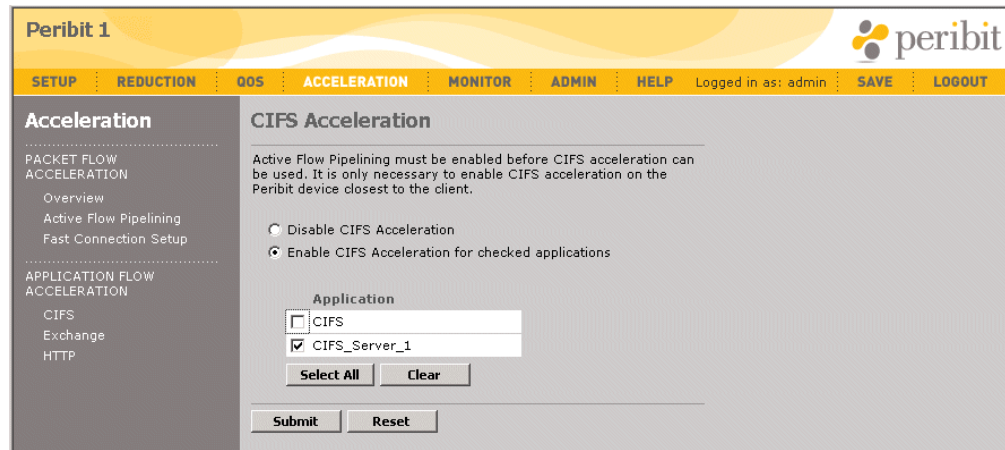 Peribit 1
peribit
SETUP REDUCTION QOS ACCELERATION MONITOR ADMIN HELP Logged in as: admin SAVE LOGOUT
Acceleration
PACKET FLOW
ACCELERATION
Overview
Active Flow Pipelining
Fast Connection Setup
APPLICATION FLOW
ACCELERATION
CIFS
Exchange
HTTP
CIFS Acceleration
Active Flow Pipelining must be enabled before CIFS acceleration can
be used. It is only necessary to enable CIFS acceleration on the
Peribit device closest to the client.
Disable CIFS Acceleration
Enable CIFS Acceleration for checked applications
Application
CIFS
CIFS_Server_1
Select All Clear
Submit Reset